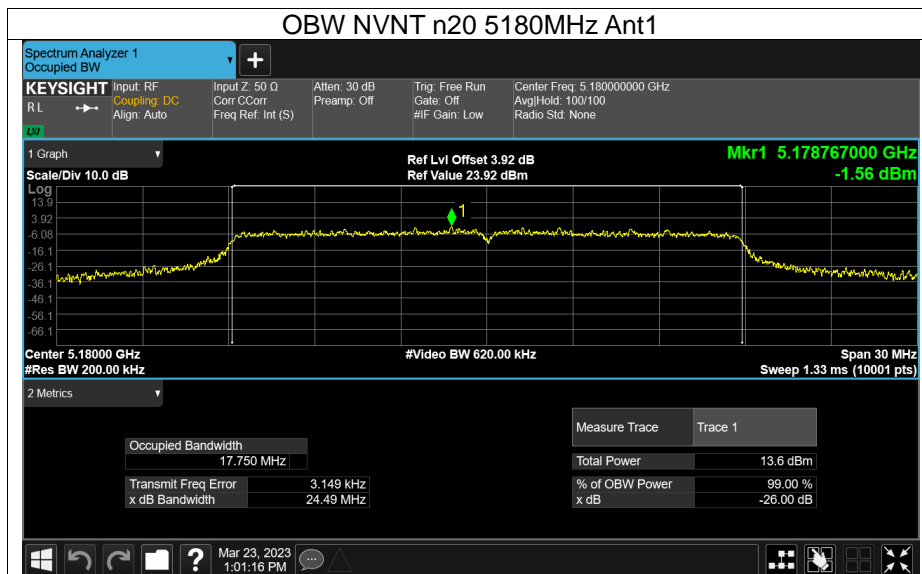 OBW NVNT n20 5180MHz Ant1
Spectrum Analyzer 1
Occupied BW
+
KEYSIGHT
R L
LXI
Input: RF
Coupling: DC
Align: Auto
Input Z: 50 Ω
Corr CCorr
Freq Ref: Int (S)
Atten: 30 dB
Preamp: Off
Trig: Free Run
Gate: Off
#IF Gain: Low
Center Freq: 5.180000000 GHz
Avg|Hold: 100/100
Radio Std: None
1 Graph
Scale/Div 10.0 dB
Ref Lvl Offset 3.92 dB
Ref Value 23.92 dBm
Mkr1 5.178767000 GHz
-1.56 dBm
Log
13.9
3.92
-6.08
-16.1
-26.1
-36.1
-46.1
-56.1
-66.1
1
Center 5.18000 GHz
#Res BW 200.00 kHz
#Video BW 620.00 kHz
Span 30 MHz
Sweep 1.33 ms (10001 pts)
2 Metrics
Occupied Bandwidth
17.750 MHz
Transmit Freq Error 3.149 kHz
x dB Bandwidth 24.49 MHz
Measure Trace Trace 1
Total Power 13.6 dBm
% of OBW Power 99.00 %
x dB -26.00 dB
?
Mar 23, 2023
1:01:16 PM